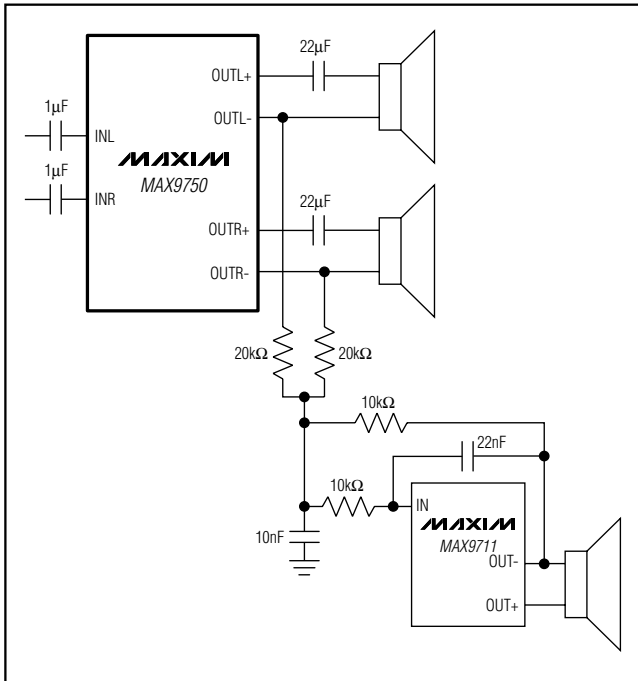 22µF
OUTL+
1µF
OUTL-
INL
MAXIM
1µF
MAX9750
22µF
INR
OUTR+
OUTR-
20kΩ
20kΩ
10kΩ
22nF
10kΩ
IN
MAXIM
10nF
MAX9711
OUT-
OUT+